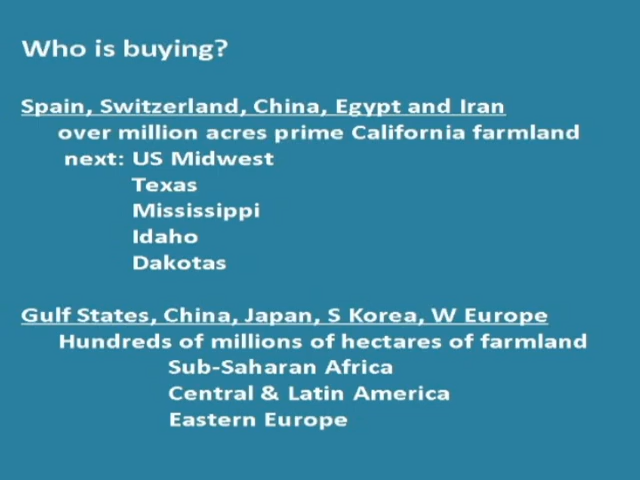 Who is buying?
Spain, Switzerland, China, Egypt and Iran
over million acres prime California farmland
next: US Midwest
Texas
Mississippi
Idaho
Dakotas
Gulf States, China, Japan, S Korea, W Europe
Hundreds of millions of hectares of farmland
Sub-Saharan Africa
Central & Latin America
Eastern Europe